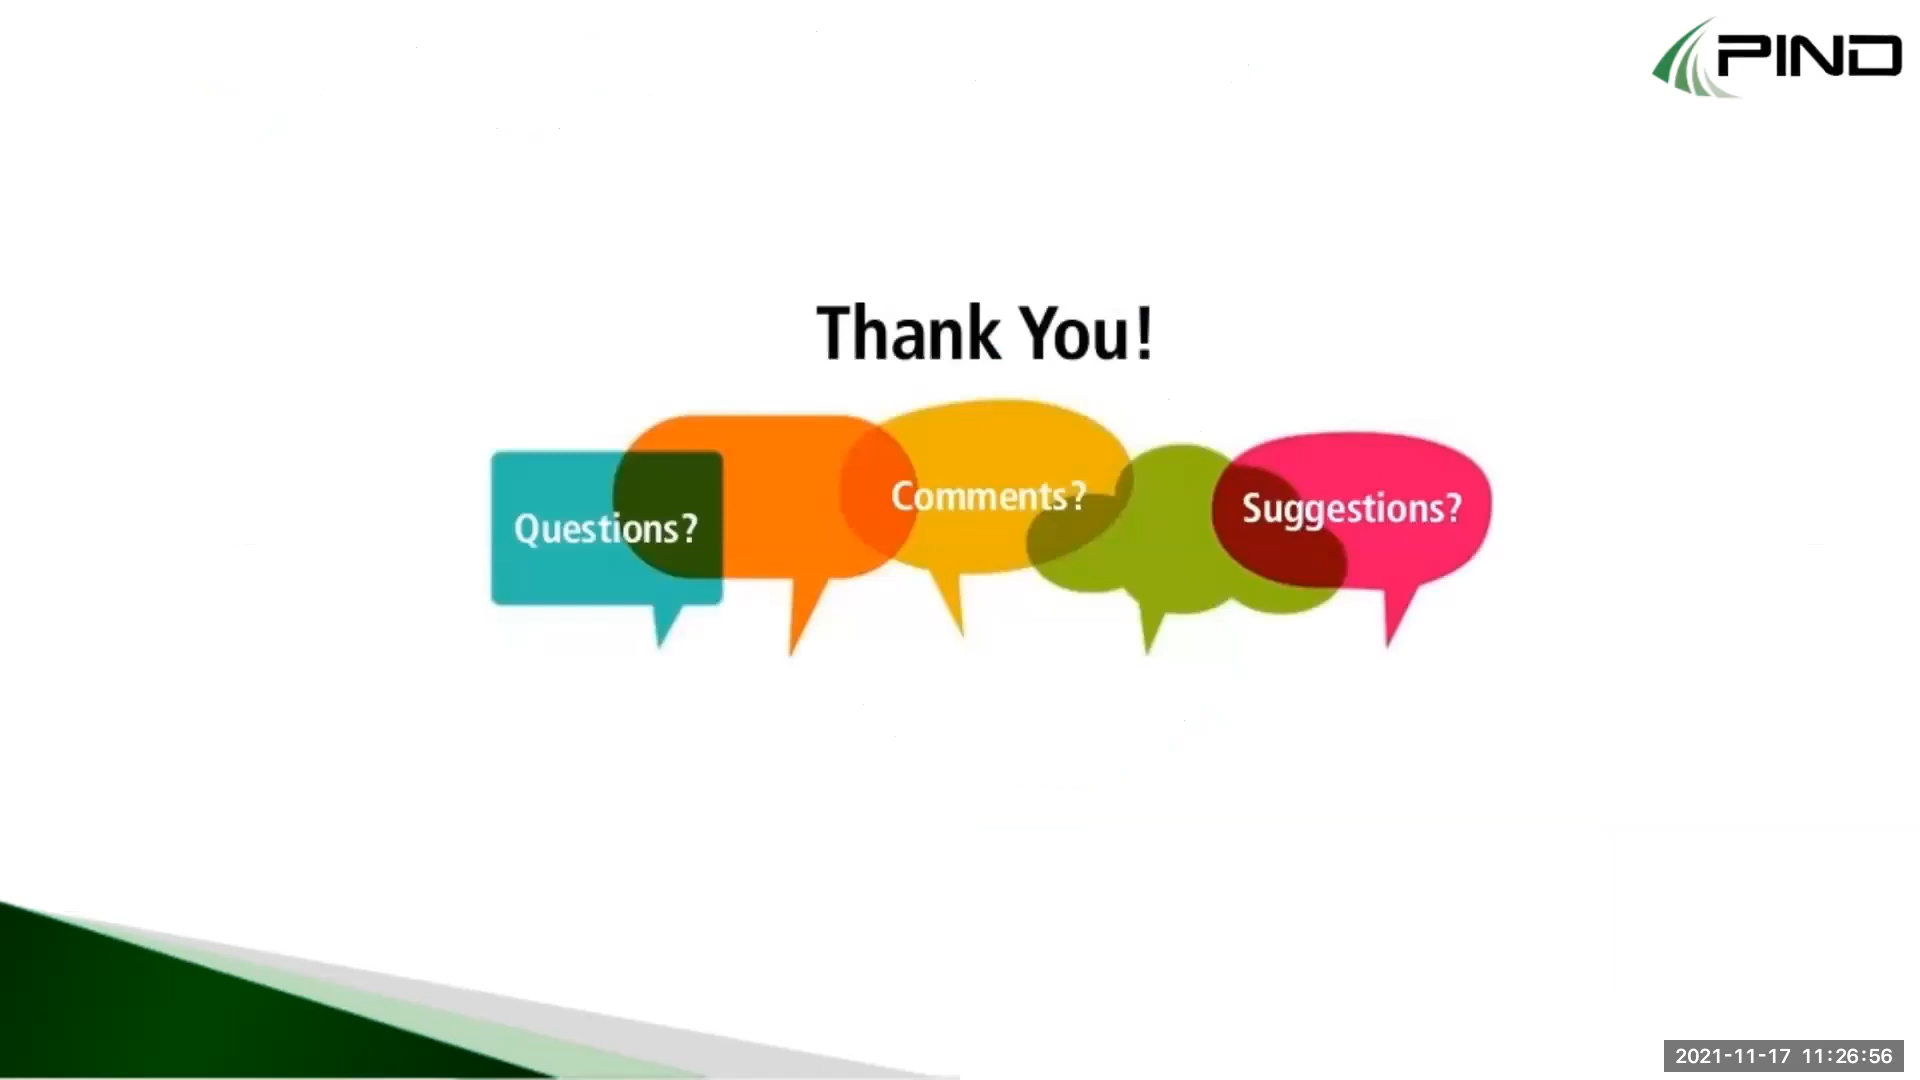 PIND
Thank You!
Questions?
Comments?
Suggestions?
2021-11-17 11:26:56